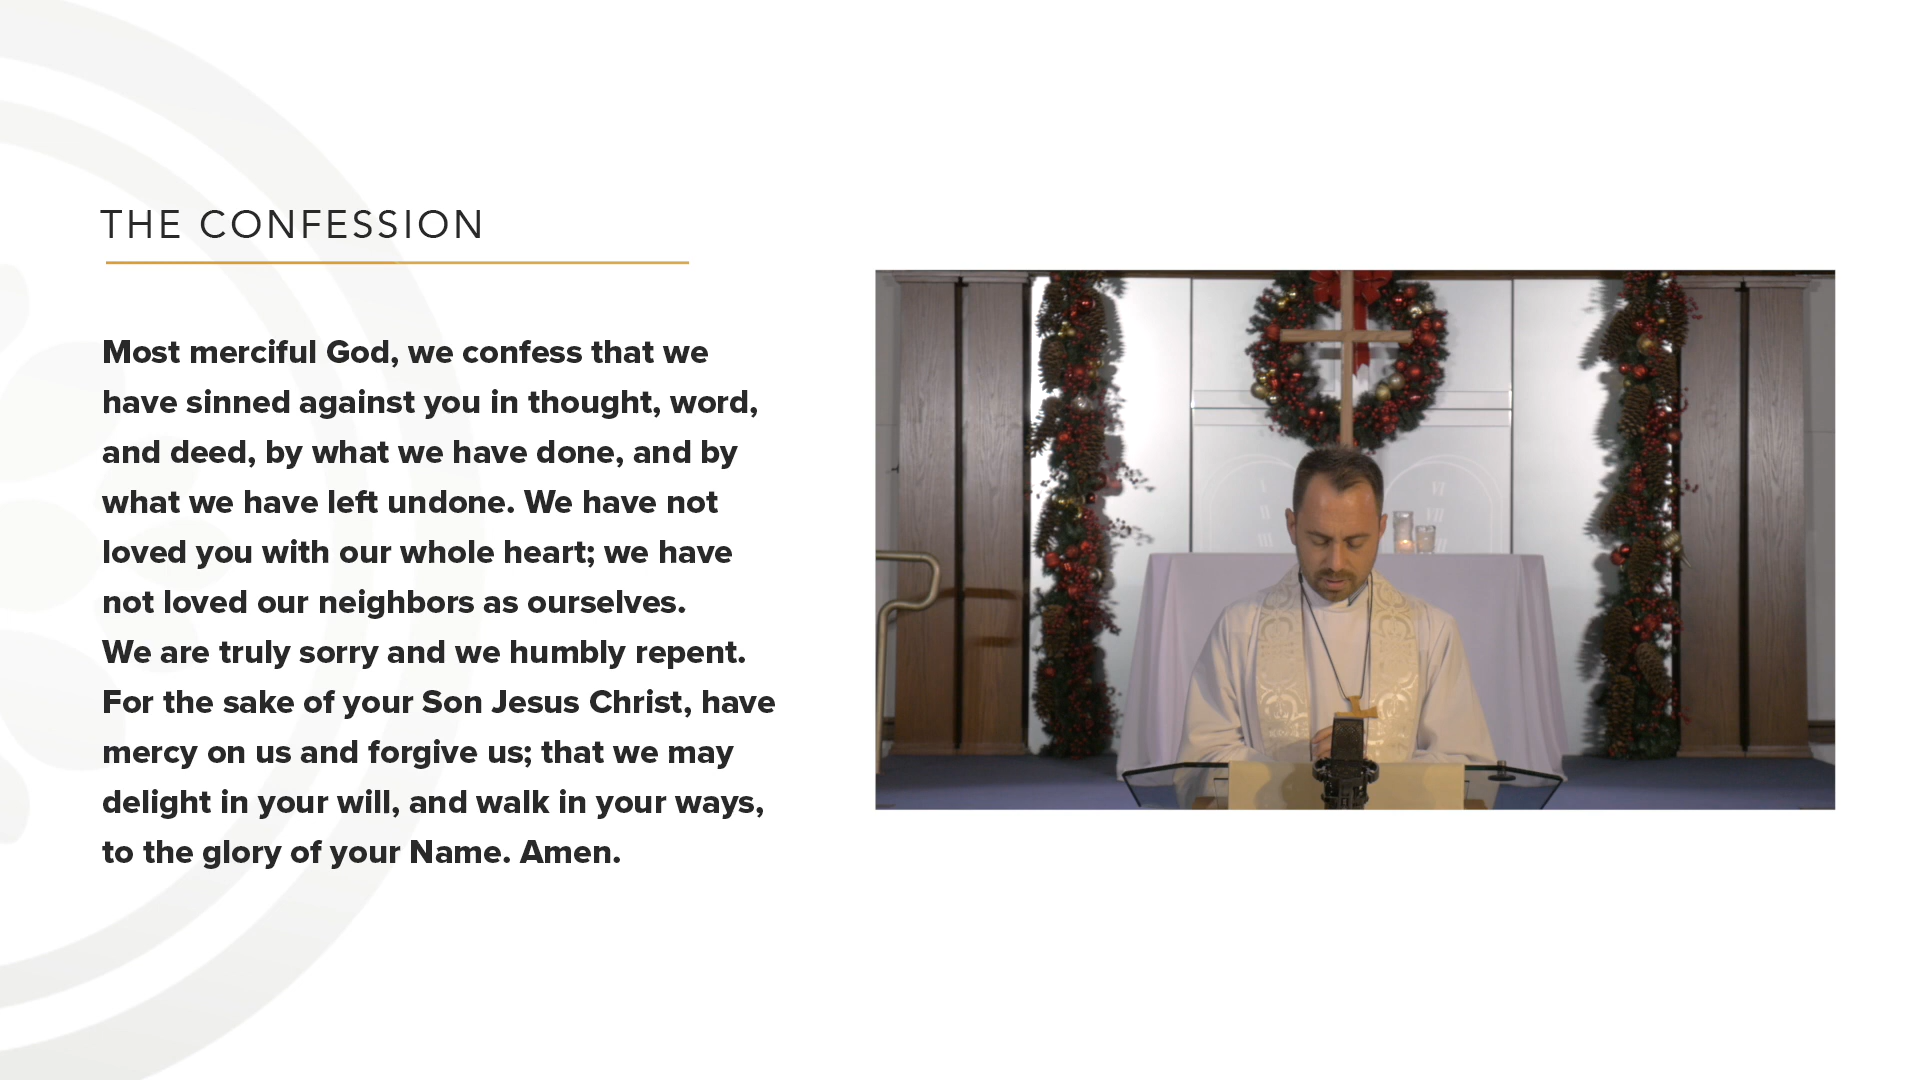 THE CONFESSION
Most merciful God, we confess that we
have sinned against you in thought, word,
and deed, by what we have done, and by
what we have left undone. We have not
loved you with our whole heart; we have
not loved our neighbors as ourselves.
We are truly sorry and we humbly repent.
For the sake of your Son Jesus Christ, have
mercy on us and forgive us; that we may
delight in your will, and walk in your ways,
to the glory of your Name. Amen.
I
VI
II
VII
III